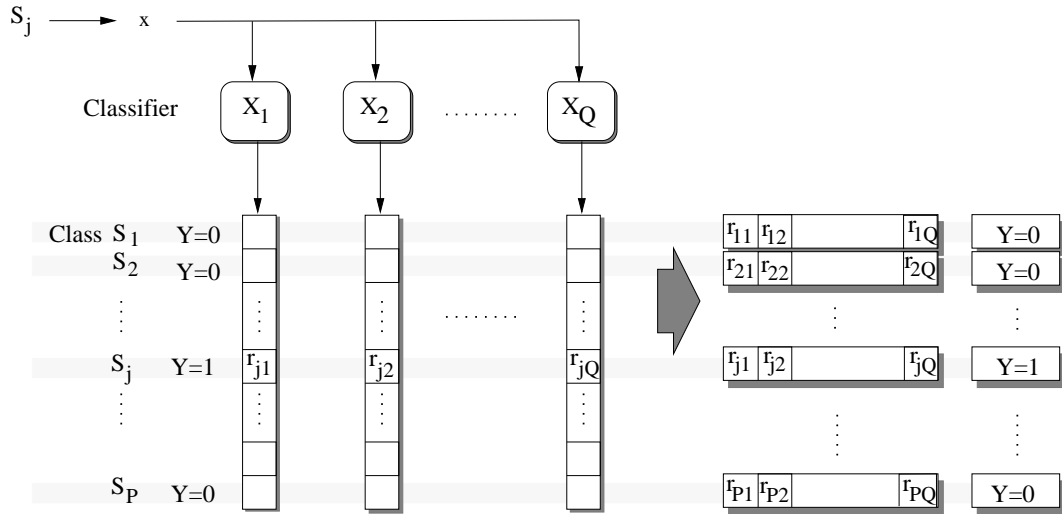 S_j x
Classifier X_1 X_2 ........ X_Q
Class S_1 Y=0 r_11 r_12 r_1Q Y=0
S_2 Y=0 r_21 r_22 r_2Q Y=0
........
S_j Y=1 r_j1 r_j2 r_jQ r_j1 r_j2 r_jQ Y=1
S_P Y=0 r_P1 r_P2 r_PQ Y=0